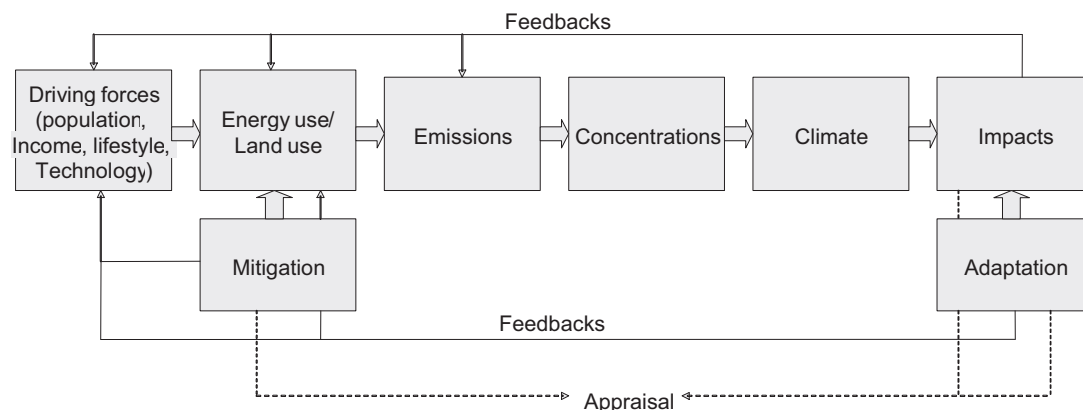 Feedbacks
Driving forces
(population,
Income, lifestyle,
Technology)
Energy use/
Land use
Emissions
Concentrations
Climate
Impacts
Mitigation
Adaptation
Feedbacks
Appraisal